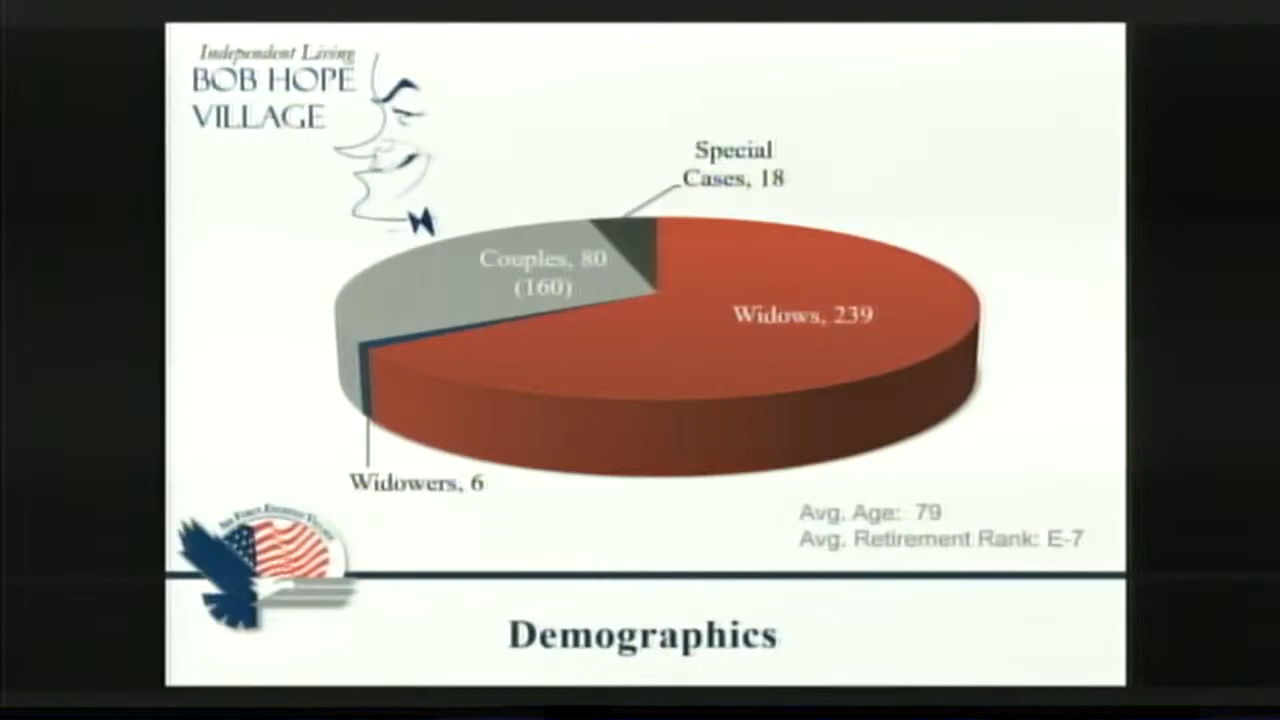 Independent Living
BOB HOPE
VILLAGE
Special
Cases, 18
Couples, 80
(160)
Widows, 239
Widowers, 6
Avg. Age: 79
Avg. Retirement Rank: E-7
Demographics